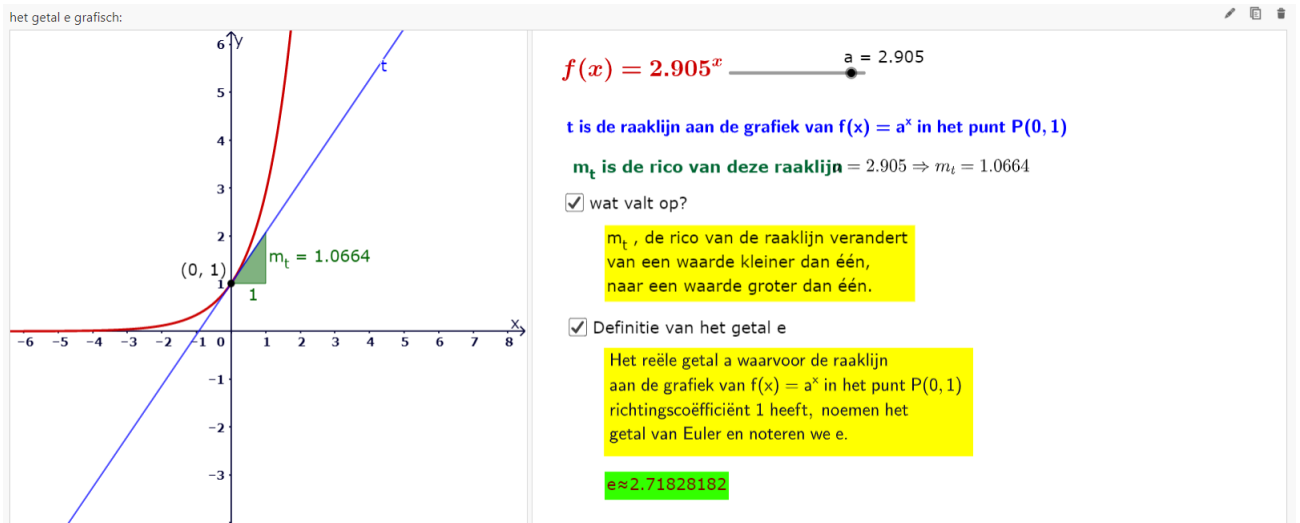 het getal e grafisch:
y
6
5
4
3
2
1
-1
-2
-3
t
(0, 1)
mt = 1.0664
1
x
-6 -5 -4 -3 -2 -1 0 1 2 3 4 5 6 7 8
f(x) = 2.905^x
a = 2.905
t is de raaklijn aan de grafiek van f(x) = a^x in het punt P(0, 1)
mt is de rico van deze raaklijn = 2.905 ⇒ mt = 1.0664
wat valt op?
mt , de rico van de raaklijn verandert
van een waarde kleiner dan één,
naar een waarde groter dan één.
Definitie van het getal e
Het reële getal a waarvoor de raaklijn
aan de grafiek van f(x) = a^x in het punt P(0, 1)
richtingscoëfficiënt 1 heeft, noemen het
getal van Euler en noteren we e.
e≈2.71828182